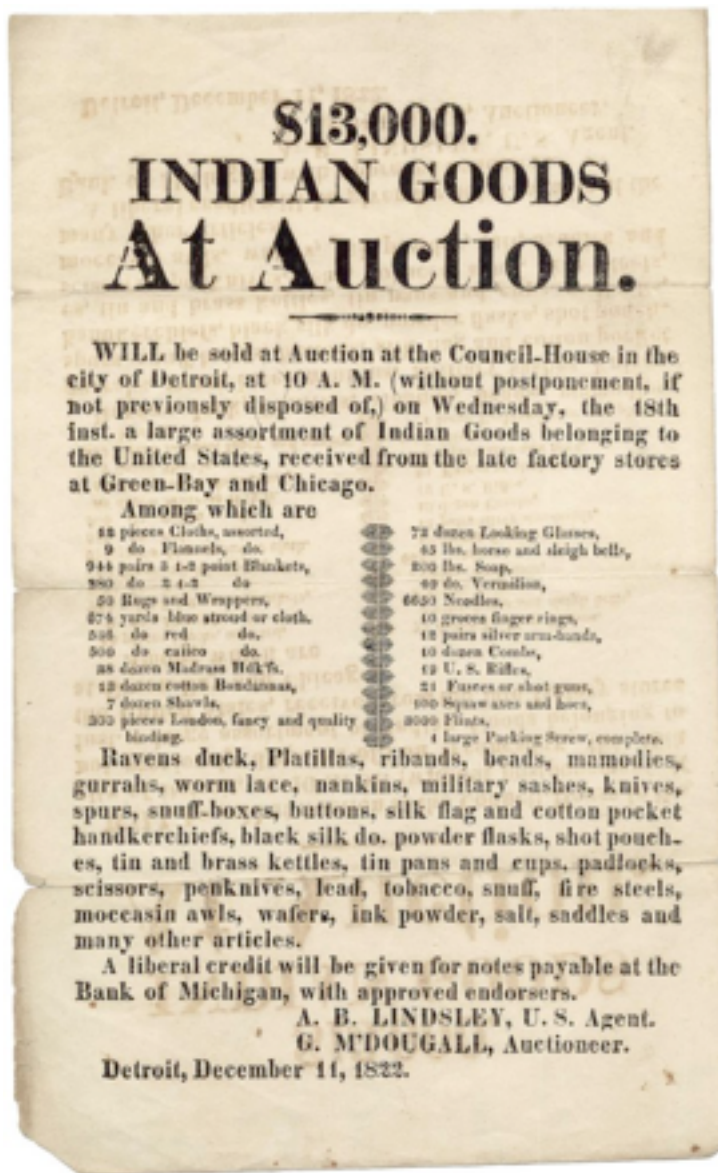 $13,000.
INDIAN GOODS
At Auction.
WILL be sold at Auction at the Council-House in the
city of Detroit, at 10 A. M. (without postponement, if
not previously disposed of,) on Wednesday, the 18th
inst. a large assortment of Indian Goods belonging to
the United States, received from the late factory stores
at Green-Bay and Chicago.
Among which are
pieces Cloths, assorted,
9 do Flannels, do.
pairs 3 1-2 point Blankets,
do 2 1-2 do
50 Rugs and Wrappers,
yards blue stroud or cloth,
do red do.
500 do calico do.
dozen Madrass Hdk'fs.
dozen cotton Bandannas,
7 dozen Shawls,
300 pieces London, fancy and quality
binding.
72 dozen Looking Glasses,
lbs. horse and sleigh bells,
lbs. Soap,
do. Vermilion,
6650 Needles,
10 groces finger rings,
pairs silver arm-bands,
10 dozen Combs,
U. S. Rifles,
Fusees or shot guns,
Squaw axes and hoes,
Flints,
large Packing Screw, complete.
Ravens duck, Platillas, ribands, beads, mamodies,
gurrahs, worm lace, nankins, military sashes, knives,
spurs, snuff-boxes, buttons, silk flag and cotton pocket
handkerchiefs, black silk do. powder flasks, shot pouch-
es, tin and brass kettles, tin pans and cups, padlocks,
scissors, penknives, lead, tobacco, snuff, fire steels,
moccasin awls, wafers, ink powder, salt, saddles and
many other articles.
A liberal credit will be given for notes payable at the
Bank of Michigan, with approved endorsers.
A. B. LINDSLEY, U. S. Agent.
G. M'DOUGALL, Auctioneer.
Detroit, December 11, 1822.